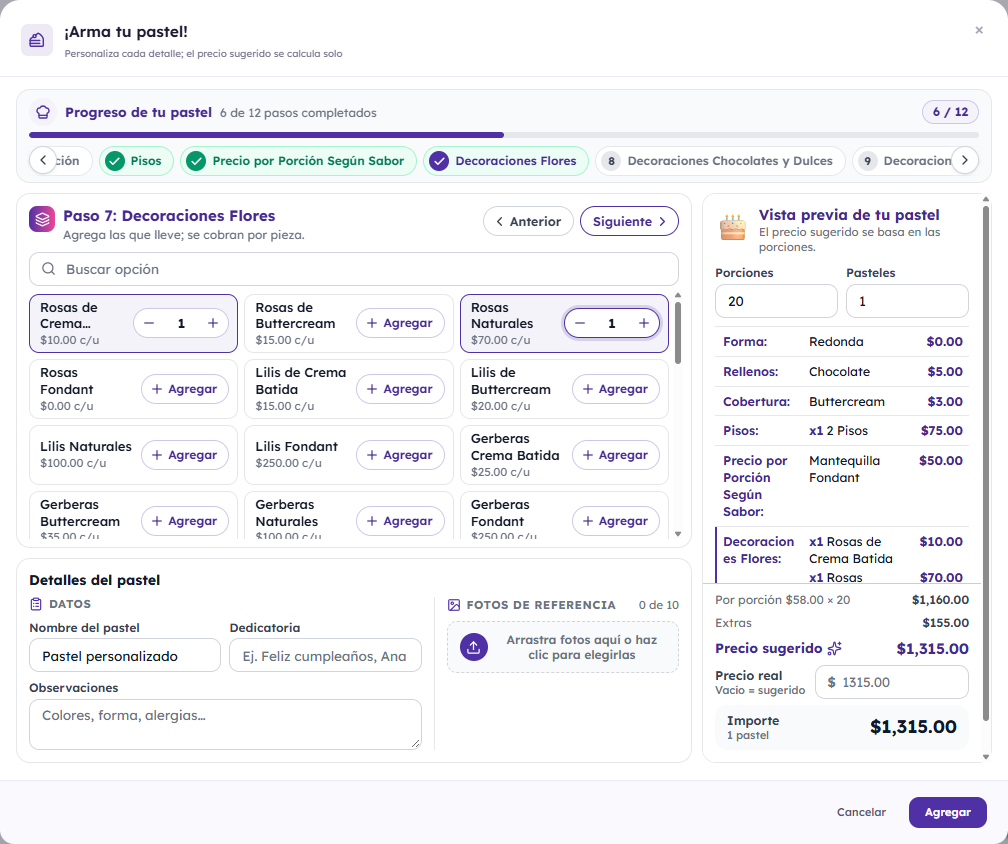 ¡Arma tu pastel!
Personaliza cada detalle; el precio sugerido se calcula solo
Progreso de tu pastel 6 de 12 pasos completados
6 / 12
ción
Pisos
Precio por Porción Según Sabor
Decoraciones Flores
8 Decoraciones Chocolates y Dulces
9 Decoracion
Paso 7: Decoraciones Flores
Agrega las que lleve; se cobran por pieza.
Anterior
Siguiente
Buscar opción
Rosas de
Crema...
$10.00 c/u
− 1 +
Rosas de
Buttercream
$15.00 c/u
+ Agregar
Rosas
Naturales
$70.00 c/u
− 1 +
Rosas
Fondant
$0.00 c/u
+ Agregar
Lilis de Crema
Batida
$15.00 c/u
+ Agregar
Lilis de
Buttercream
$20.00 c/u
+ Agregar
Lilis Naturales
$100.00 c/u
+ Agregar
Lilis Fondant
$250.00 c/u
+ Agregar
Gerberas
Crema Batida
$25.00 c/u
+ Agregar
Gerberas
Buttercream
$35.00 c/u
+ Agregar
Gerberas
Naturales
$100.00 c/u
+ Agregar
Gerberas
Fondant
$250.00 c/u
+ Agregar
Detalles del pastel
DATOS
Nombre del pastel
Pastel personalizado
Dedicatoria
Ej. Feliz cumpleaños, Ana
Observaciones
Colores, forma, alergias...
FOTOS DE REFERENCIA 0 de 10
Arrastra fotos aquí o haz
clic para elegirlas
Vista previa de tu pastel
El precio sugerido se basa en las
porciones.
Porciones
20
Pasteles
1
Forma: Redonda $0.00
Rellenos: Chocolate $5.00
Cobertura: Buttercream $3.00
Pisos: x1 2 Pisos $75.00
Precio por
Porción
Según
Sabor:
Mantequilla
Fondant
$50.00
Decoracion
es Flores:
x1 Rosas de
Crema Batida
$10.00
x1 Rosas $70.00
Por porción $58.00 × 20 $1,160.00
Extras $155.00
Precio sugerido $1,315.00
Precio real
Vacio = sugerido
$ 1315.00
Importe
1 pastel
$1,315.00
Cancelar
Agregar